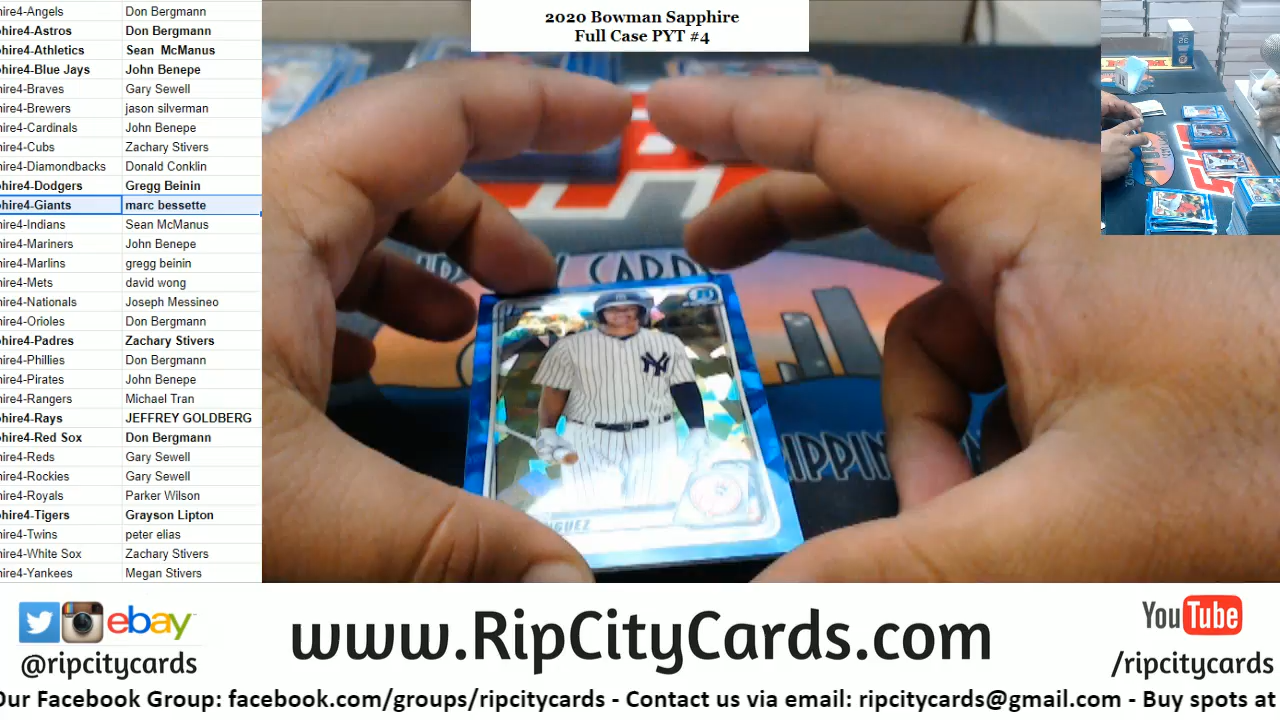 2020 Bowman Sapphire
Full Case PYT #4
hire4-Angels Don Bergmann
hire4-Astros Don Bergmann
hire4-Athletics Sean McManus
hire4-Blue Jays John Benepe
hire4-Braves Gary Sewell
hire4-Brewers jason silverman
hire4-Cardinals John Benepe
hire4-Cubs Zachary Stivers
hire4-Diamondbacks Donald Conklin
hire4-Dodgers Gregg Beinin
hire4-Giants marc bessette
hire4-Indians Sean McManus
hire4-Mariners John Benepe
hire4-Marlins gregg beinin
hire4-Mets david wong
hire4-Nationals Joseph Messineo
hire4-Orioles Don Bergmann
hire4-Padres Zachary Stivers
hire4-Phillies Don Bergmann
hire4-Pirates John Benepe
hire4-Rangers Michael Tran
hire4-Rays JEFFREY GOLDBERG
hire4-Red Sox Don Bergmann
hire4-Reds Gary Sewell
hire4-Rockies Gary Sewell
hire4-Royals Parker Wilson
hire4-Tigers Grayson Lipton
hire4-Twins peter elias
hire4-White Sox Zachary Stivers
hire4-Yankees Megan Stivers
CARDS
IPPIN
NY
GUEZ
ebay
@ripcitycards
www.RipCityCards.com
YouTube
/ripcitycards
Our Facebook Group: facebook.com/groups/ripcitycards - Contact us via email: ripcitycards@gmail.com - Buy spots at